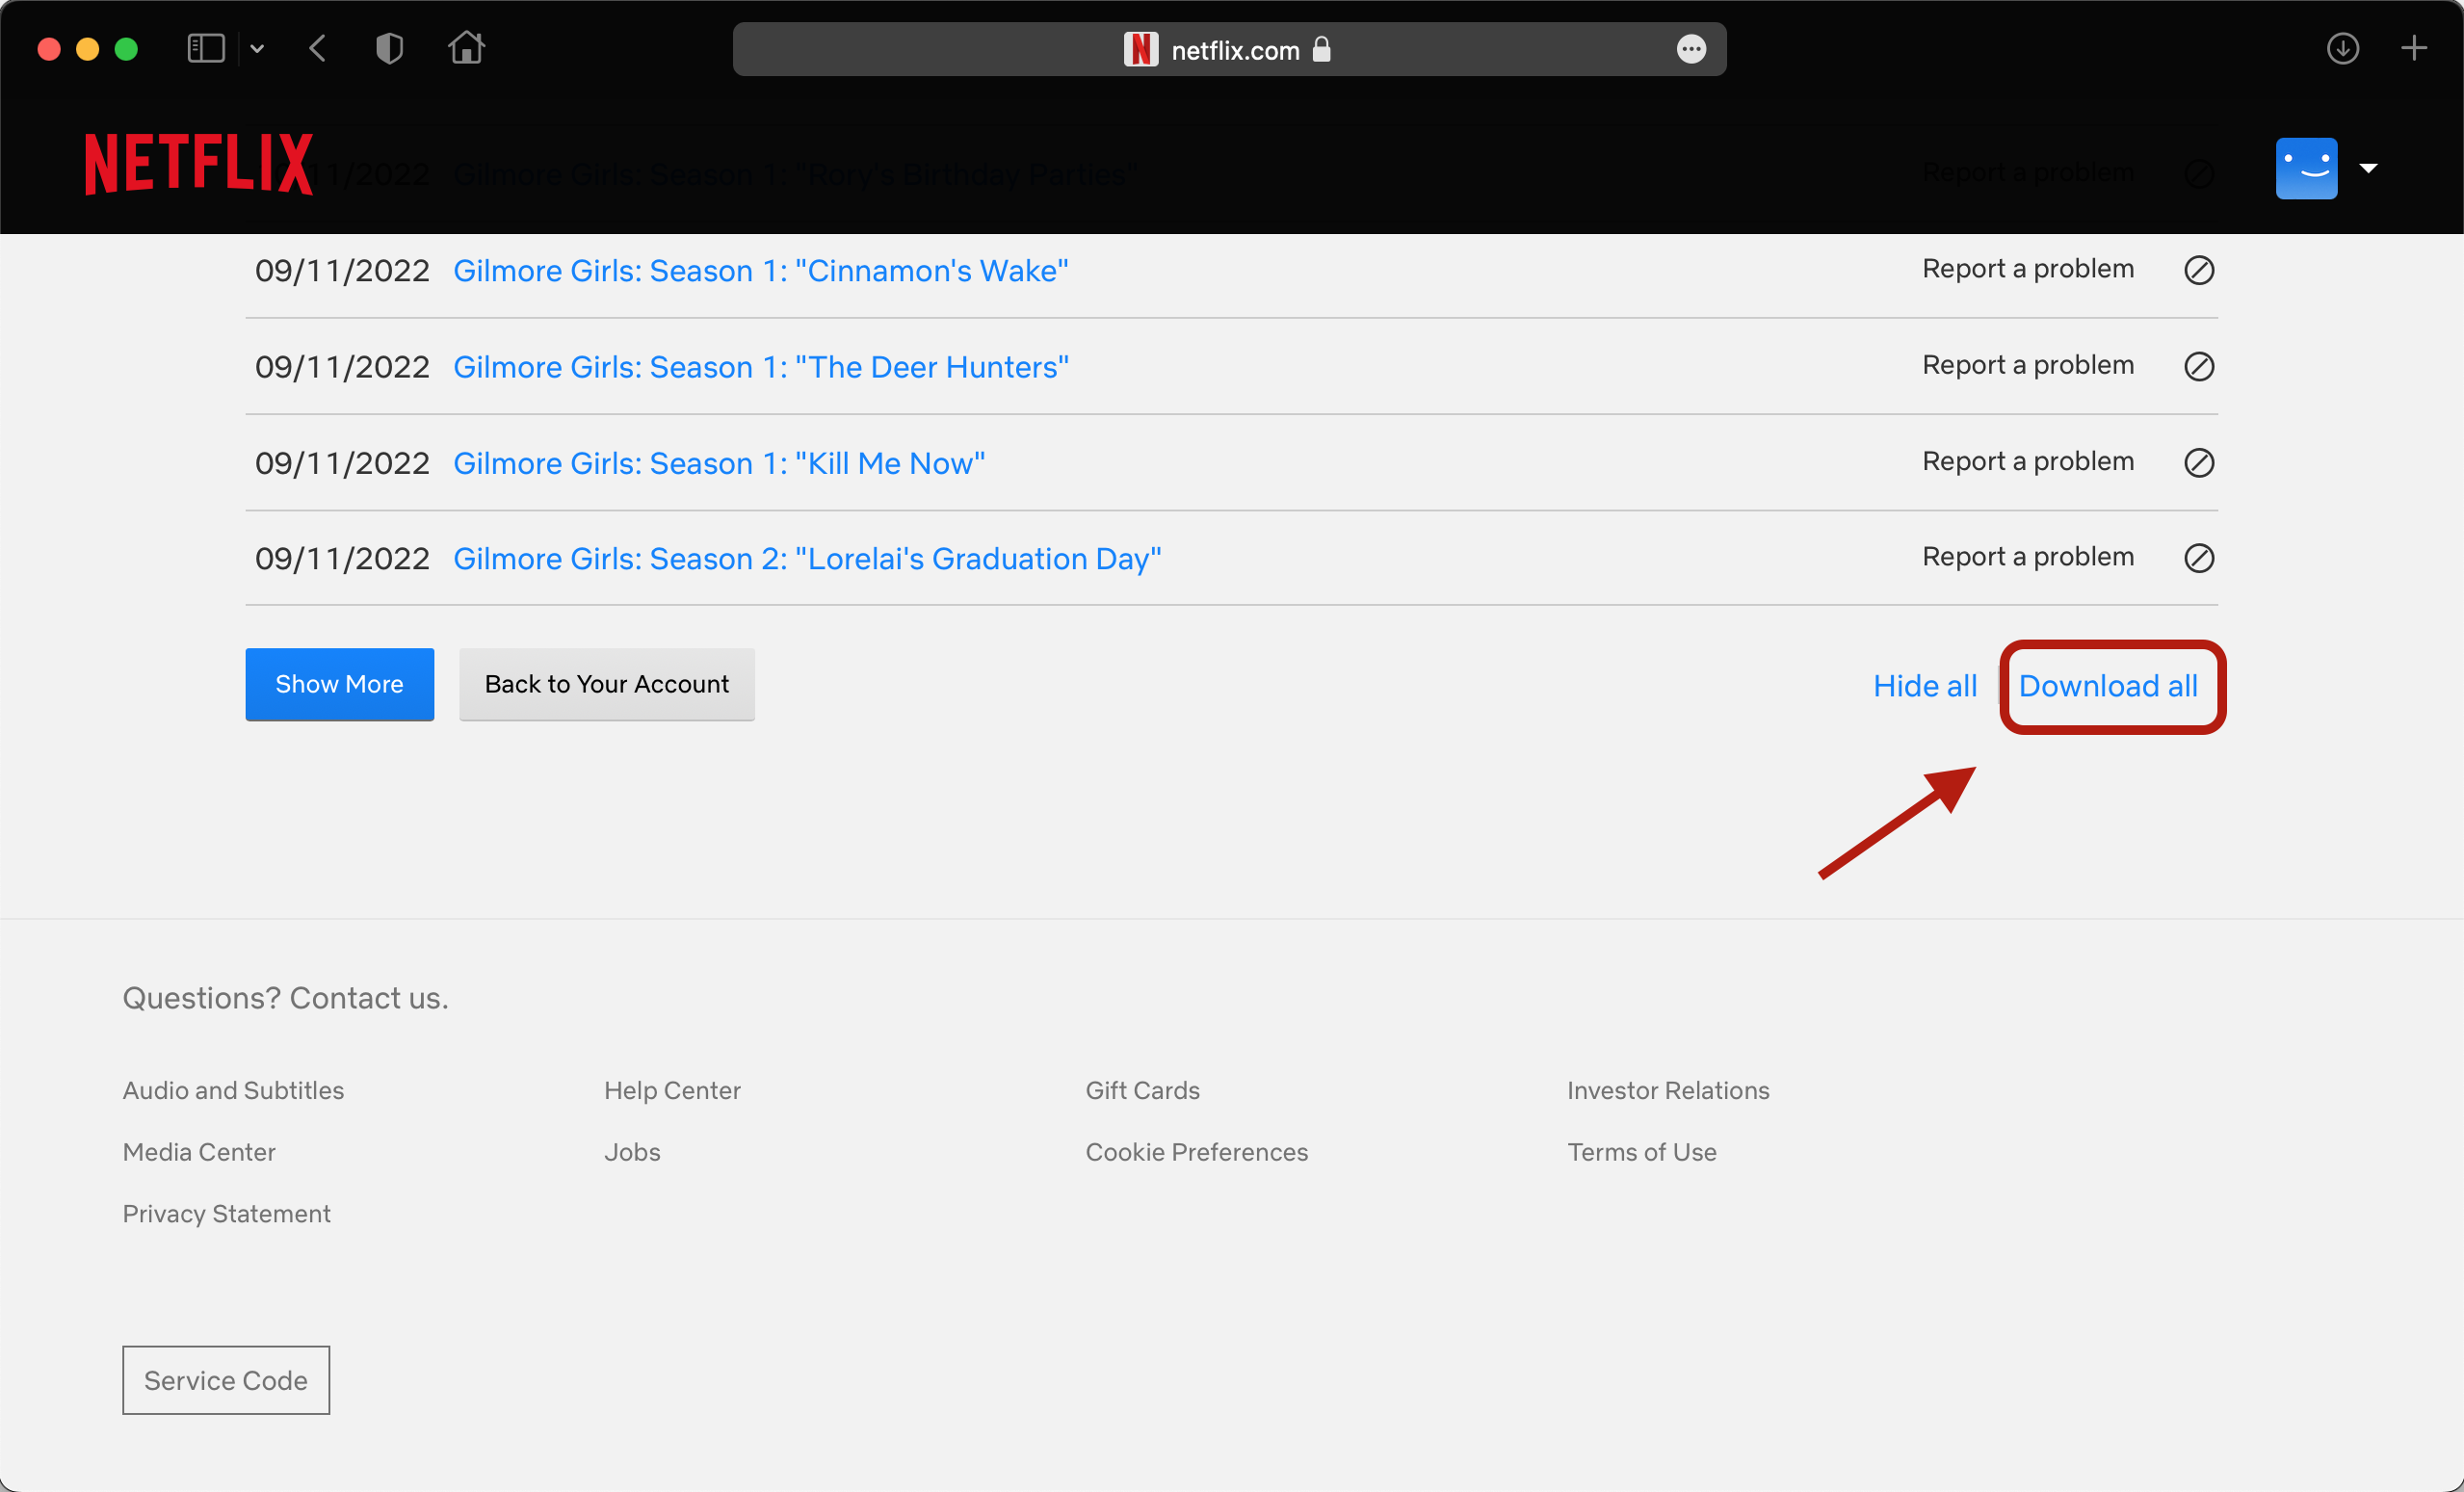 netflix.com
NETFLIX
11/2022 Gilmore Girls: Season 1: "Rory's Birthday Parties" Report a problem
09/11/2022 Gilmore Girls: Season 1: "Cinnamon's Wake" Report a problem
09/11/2022 Gilmore Girls: Season 1: "The Deer Hunters" Report a problem
09/11/2022 Gilmore Girls: Season 1: "Kill Me Now" Report a problem
09/11/2022 Gilmore Girls: Season 2: "Lorelai's Graduation Day" Report a problem
Show More Back to Your Account Hide all Download all
Questions? Contact us.
Audio and Subtitles Help Center Gift Cards Investor Relations
Media Center Jobs Cookie Preferences Terms of Use
Privacy Statement
Service Code